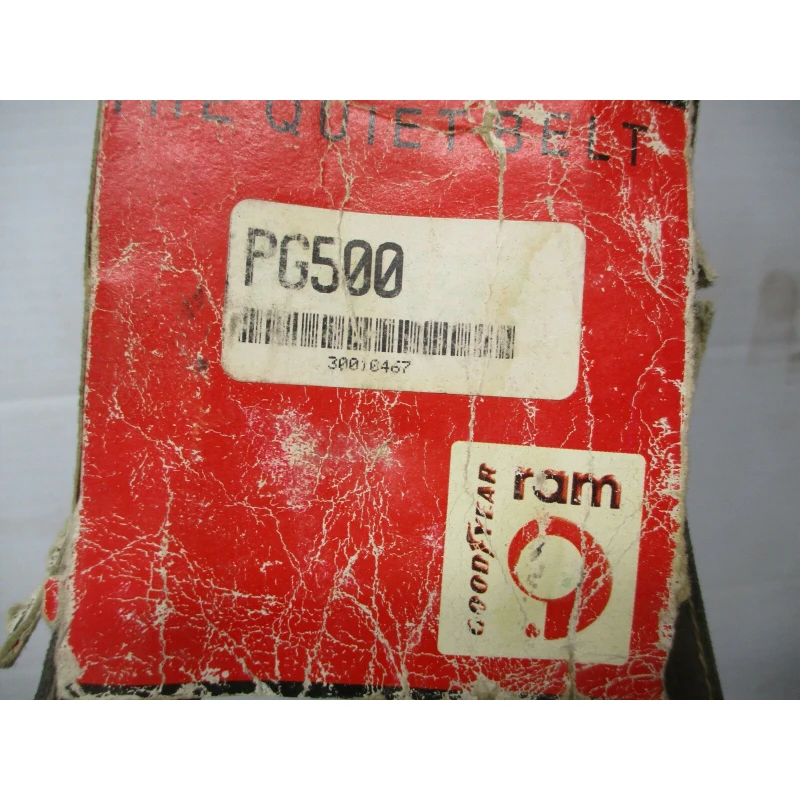 THE QUIET BELT
PG500
30010467
ram
GOODYEAR